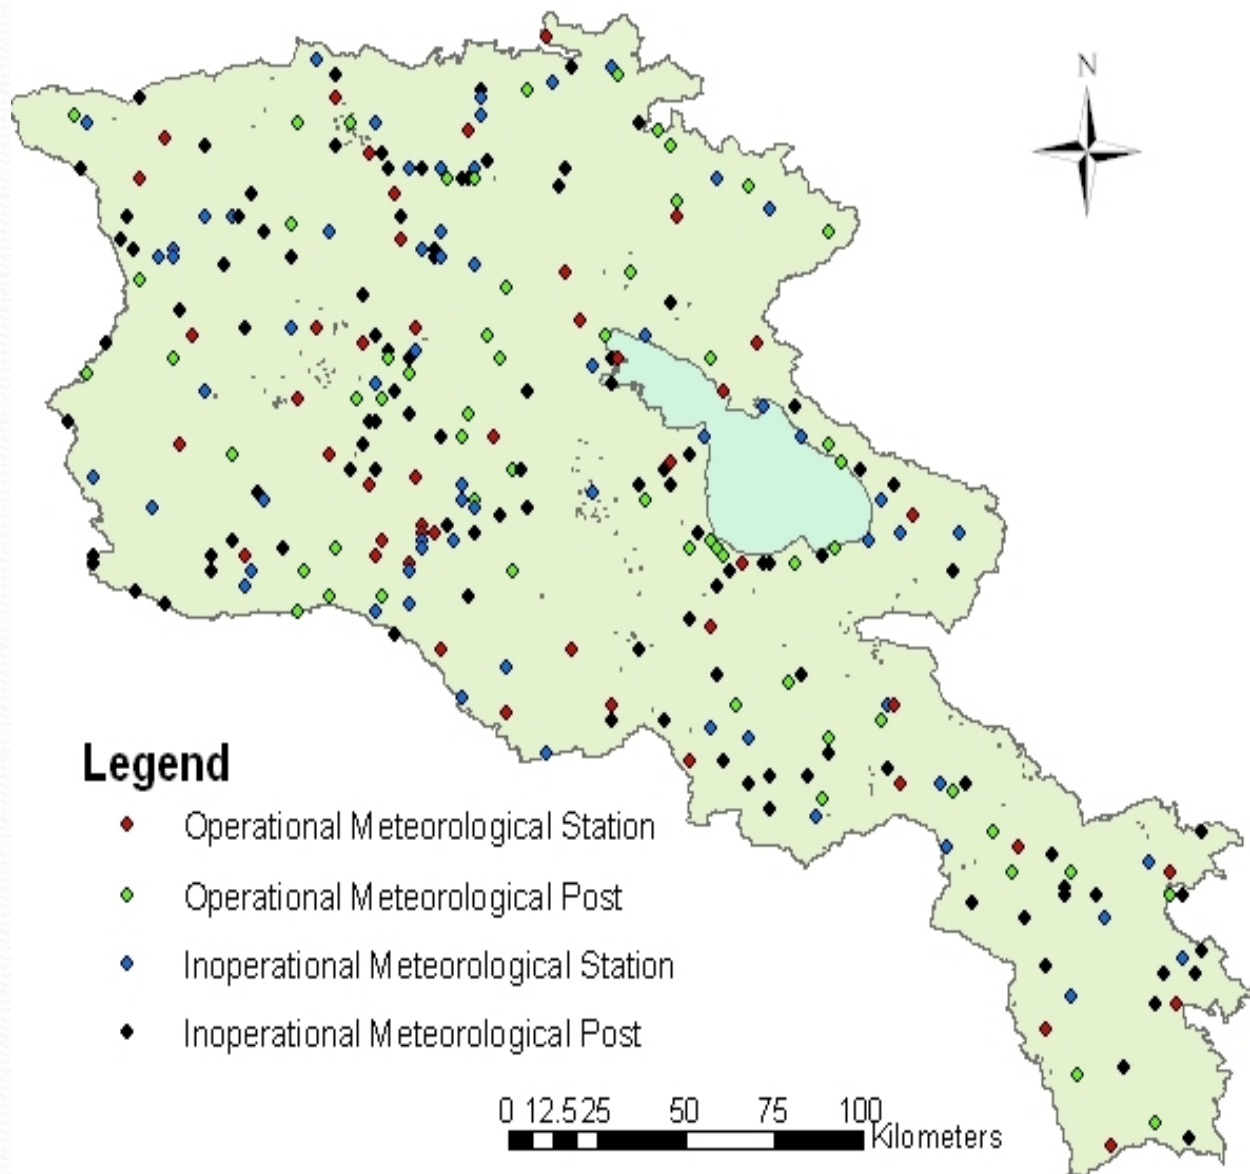 N
Legend
Operational Meteorological Station
Operational Meteorological Post
Inoperational Meteorological Station
Inoperational Meteorological Post
0 12.5 25 50 75 100
Kilometers